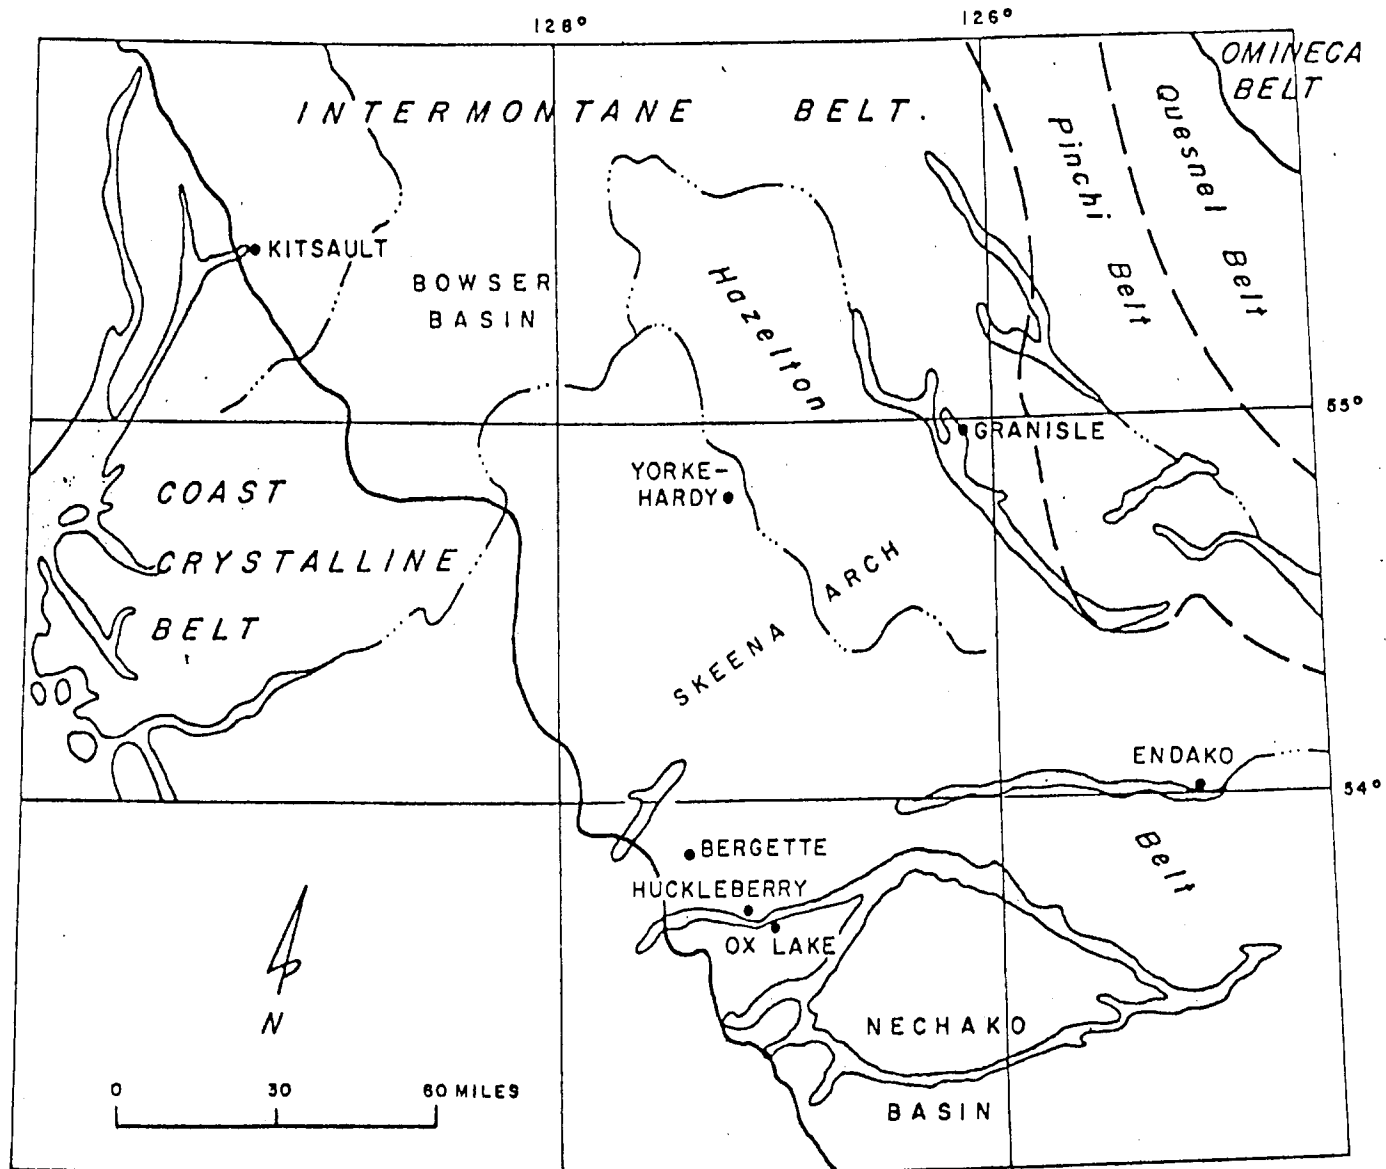 128°
126°
OMINECA
BELT
INTERMONTANE BELT.
Pinchi Belt
Quesnel Belt
KITSAULT
BOWSER
BASIN
Hazelton
55°
GRANISLE
YORKE-
HARDY
COAST
CRYSTALLINE
BELT
SKEENA ARCH
ENDAKO
54°
Belt
BERGETTE
HUCKLEBERRY
OX LAKE
NECHAKO
BASIN
N
0 30 60 MILES